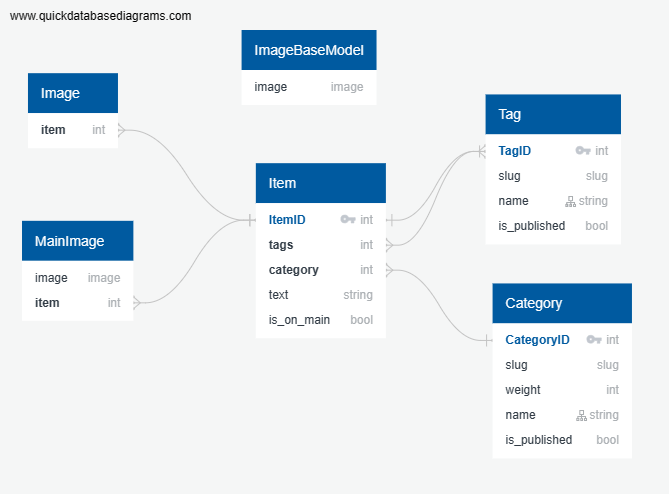 www.quickdatabasediagrams.com
ImageBaseModel
image image
Image
item int
MainImage
image image
item int
Item
ItemID int
tags int
category int
text string
is_on_main bool
Tag
TagID int
slug slug
name string
is_published bool
Category
CategoryID int
slug slug
weight int
name string
is_published bool